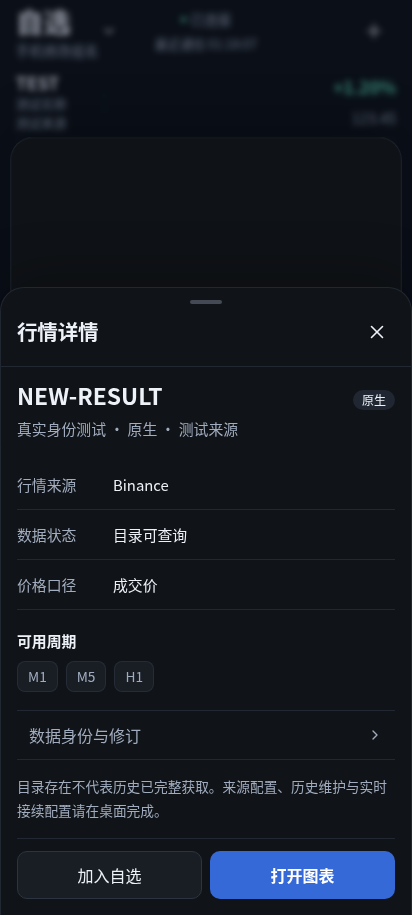 自选
TEST
+1.20%
123.45
行情详情
NEW-RESULT
原生
真实身份测试 · 原生 · 测试来源
行情来源 Binance
数据状态 目录可查询
价格口径 成交价
可用周期
M1 M5 H1
数据身份与修订
目录存在不代表历史已完整获取。来源配置、历史维护与实时
接续配置请在桌面完成。
加入自选 打开图表